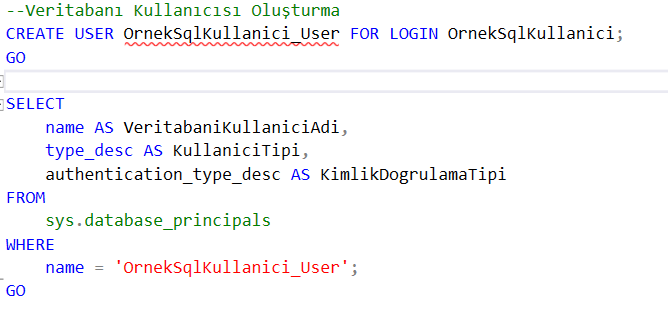 --Veritabanı Kullanıcısı Oluşturma
CREATE USER OrnekSqlKullanici_User FOR LOGIN OrnekSqlKullanici;
GO
SELECT
name AS VeritabaniKullaniciAdi,
type_desc AS KullaniciTipi,
authentication_type_desc AS KimlikDogrulamaTipi
FROM
sys.database_principals
WHERE
name = 'OrnekSqlKullanici_User';
GO